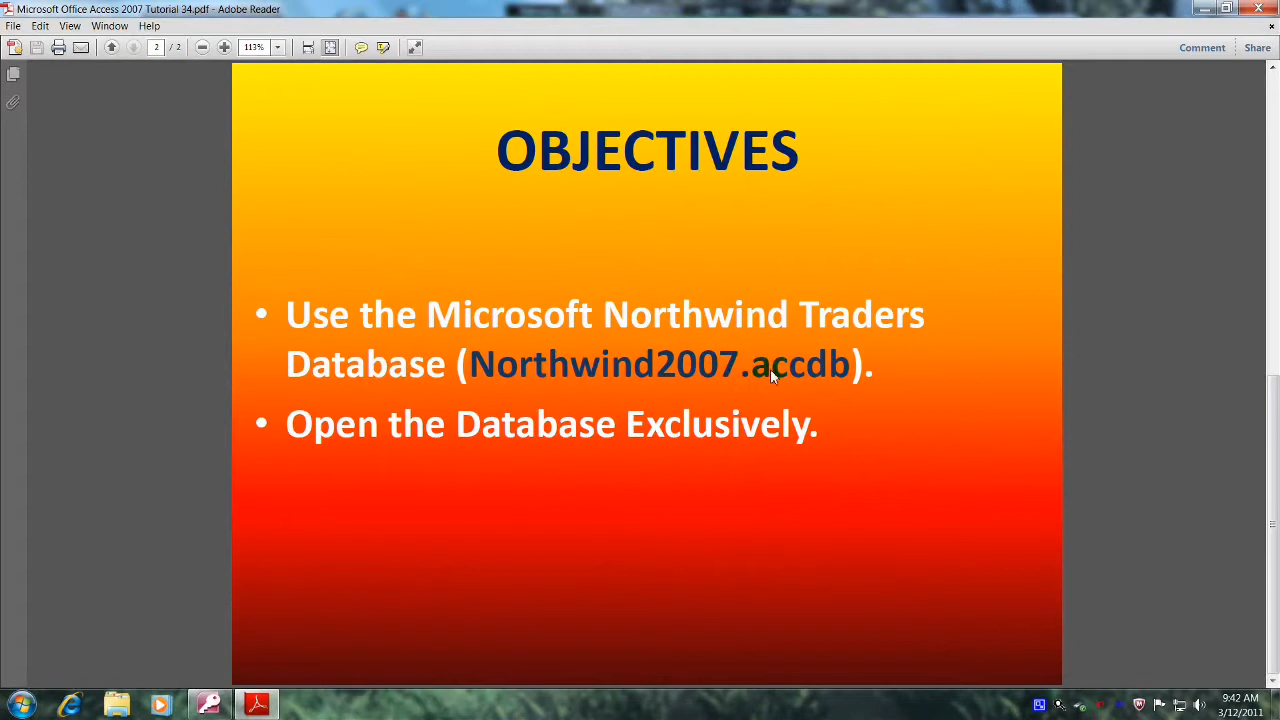 Microsoft Office Access 2007 Tutorial 34.pdf - Adobe Reader
File Edit View Window Help
2 / 2 113% Comment Share
OBJECTIVES
• Use the Microsoft Northwind Traders
Database (Northwind2007.accdb).
• Open the Database Exclusively.
9:42 AM
3/12/2011